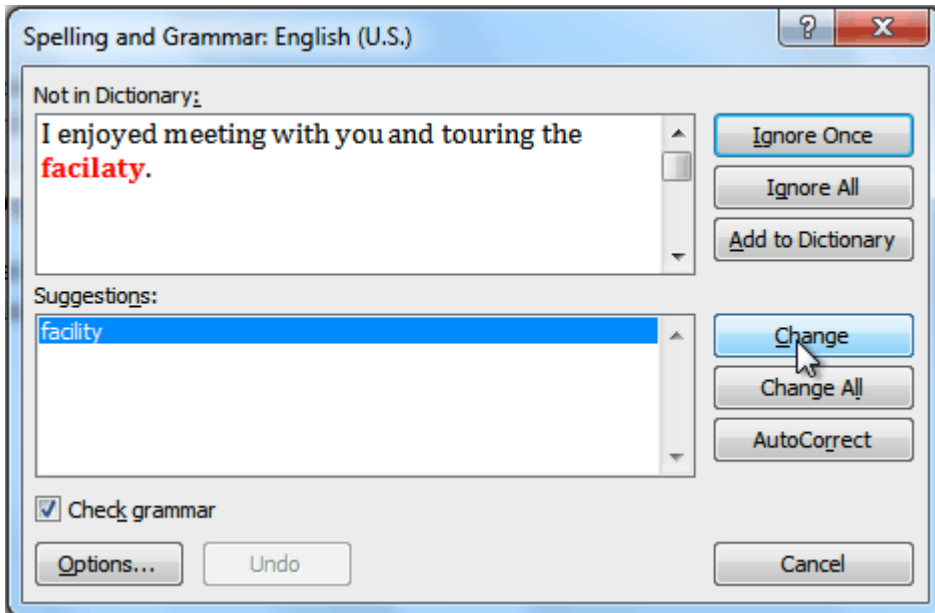 Spelling and Grammar: English (U.S.)
Not in Dictionary:
I enjoyed meeting with you and touring the
facilaty.
Ignore Once
Ignore All
Add to Dictionary
Suggestions:
facility
Change
Change All
AutoCorrect
Check grammar
Options...
Undo
Cancel